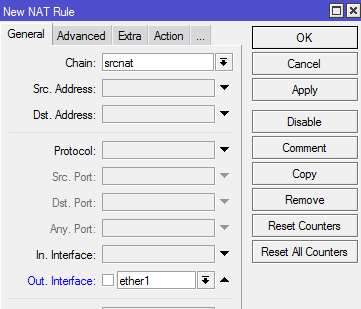 New NAT Rule
General Advanced Extra Action ...
Chain: srcnat
Src. Address:
Dst. Address:
Protocol:
Src. Port:
Dst. Port:
Any. Port:
In. Interface:
Out. Interface: ether1
OK
Cancel
Apply
Disable
Comment
Copy
Remove
Reset Counters
Reset All Counters